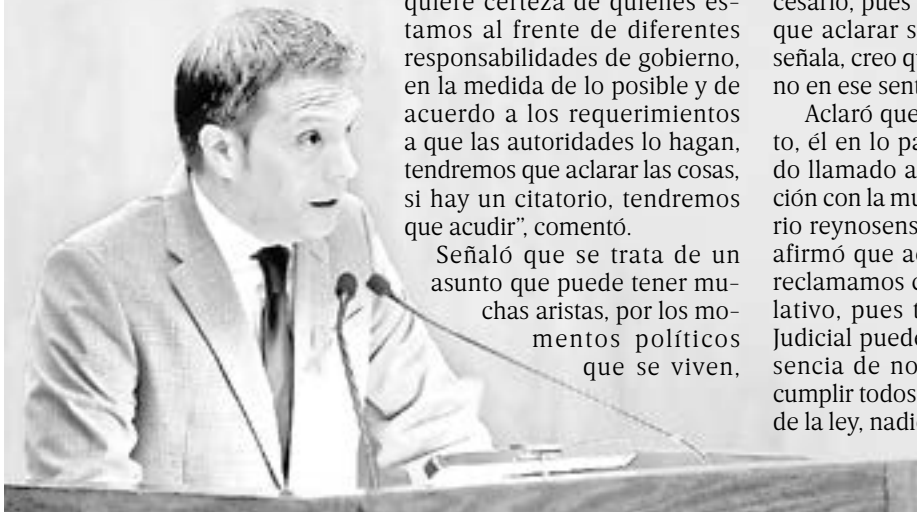 quiere certeza de quienes es-
tamos al frente de diferentes
responsabilidades de gobierno,
en la medida de lo posible y de
acuerdo a los requerimientos
a que las autoridades lo hagan,
tendremos que aclarar las cosas,
si hay un citatorio, tendremos
que acudir”, comentó.
Señaló que se trata de un
asunto que puede tener mu-
chas aristas, por los mo-
mentos políticos
que se viven,
cesario, pues
que aclarar s
señala, creo q
no en ese sent
Aclaró que
to, él en lo pa
do llamado a
ción con la mu
rio reynosens
afirmó que a
reclamamos
lativo, pues t
Judicial pued
sencia de no
cumplir todos
de la ley, nadi